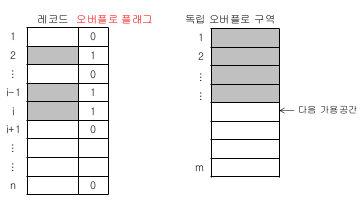 레코드 오버플로 플래그 독립 오버플로 구역
1 0 1
2 1 2
⋮ 0 ⋮
i-1 1 ⋮
i 1 다음 가용공간
i+1 0
⋮
⋮ m
n 0